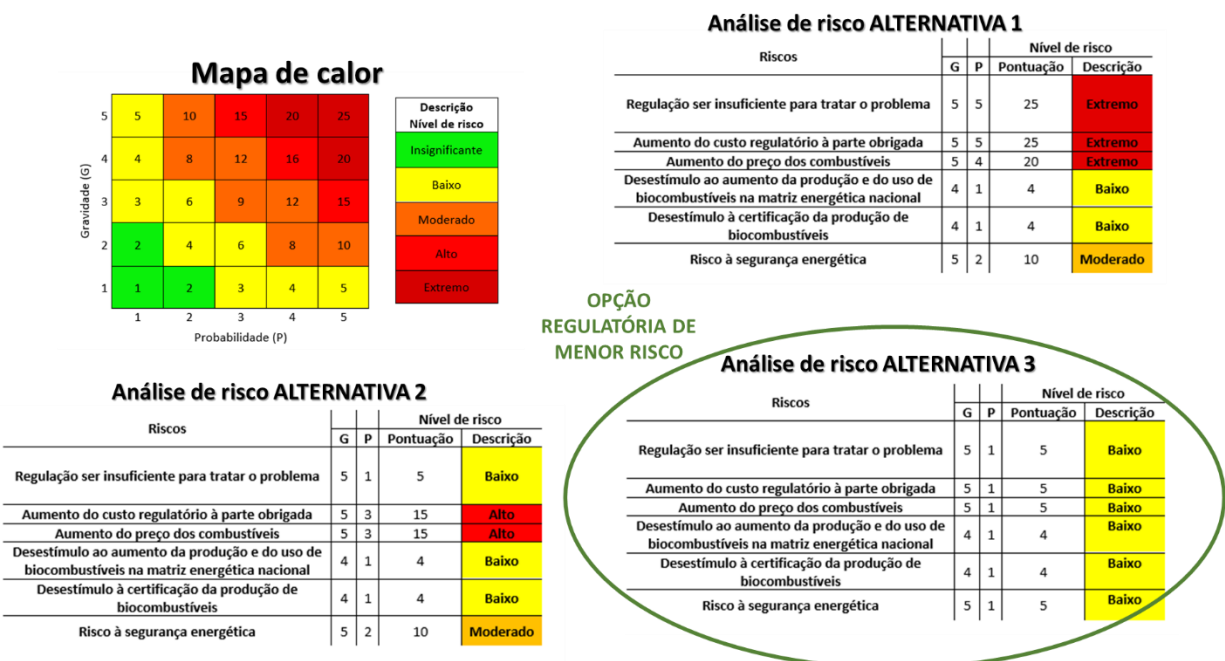 Mapa de calor
Gravidade (G)
5 5 10 15 20 25
4 4 8 12 16 20
3 3 6 9 12 15
2 2 4 6 8 10
1 1 2 3 4 5
1 2 3 4 5
Probabilidade (P)
Descrição
Nível de risco
Insignificante
Baixo
Moderado
Alto
Extremo
Análise de risco ALTERNATIVA 1
Riscos Nível de risco
G P Pontuação Descrição
Regulação ser insuficiente para tratar o problema 5 5 25 Extremo
Aumento do custo regulatório à parte obrigada 5 5 25 Extremo
Aumento do preço dos combustíveis 5 4 20 Extremo
Desestímulo ao aumento da produção e do uso de
biocombustíveis na matriz energética nacional 4 1 4 Baixo
Desestímulo à certificação da produção de
biocombustíveis 4 1 4 Baixo
Risco à segurança energética 5 2 10 Moderado
OPÇÃO
REGULATÓRIA DE
MENOR RISCO
Análise de risco ALTERNATIVA 2
Riscos Nível de risco
G P Pontuação Descrição
Regulação ser insuficiente para tratar o problema 5 1 5 Baixo
Aumento do custo regulatório à parte obrigada 5 3 15 Alto
Aumento do preço dos combustíveis 5 3 15 Alto
Desestímulo ao aumento da produção e do uso de
biocombustíveis na matriz energética nacional 4 1 4 Baixo
Desestímulo à certificação da produção de
biocombustíveis 4 1 4 Baixo
Risco à segurança energética 5 2 10 Moderado
Análise de risco ALTERNATIVA 3
Riscos Nível de risco
G P Pontuação Descrição
Regulação ser insuficiente para tratar o problema 5 1 5 Baixo
Aumento do custo regulatório à parte obrigada 5 1 5 Baixo
Aumento do preço dos combustíveis 5 1 5 Baixo
Desestímulo ao aumento da produção e do uso de
biocombustíveis na matriz energética nacional 4 1 4 Baixo
Desestímulo à certificação da produção de
biocombustíveis 4 1 4 Baixo
Risco à segurança energética 5 1 5 Baixo